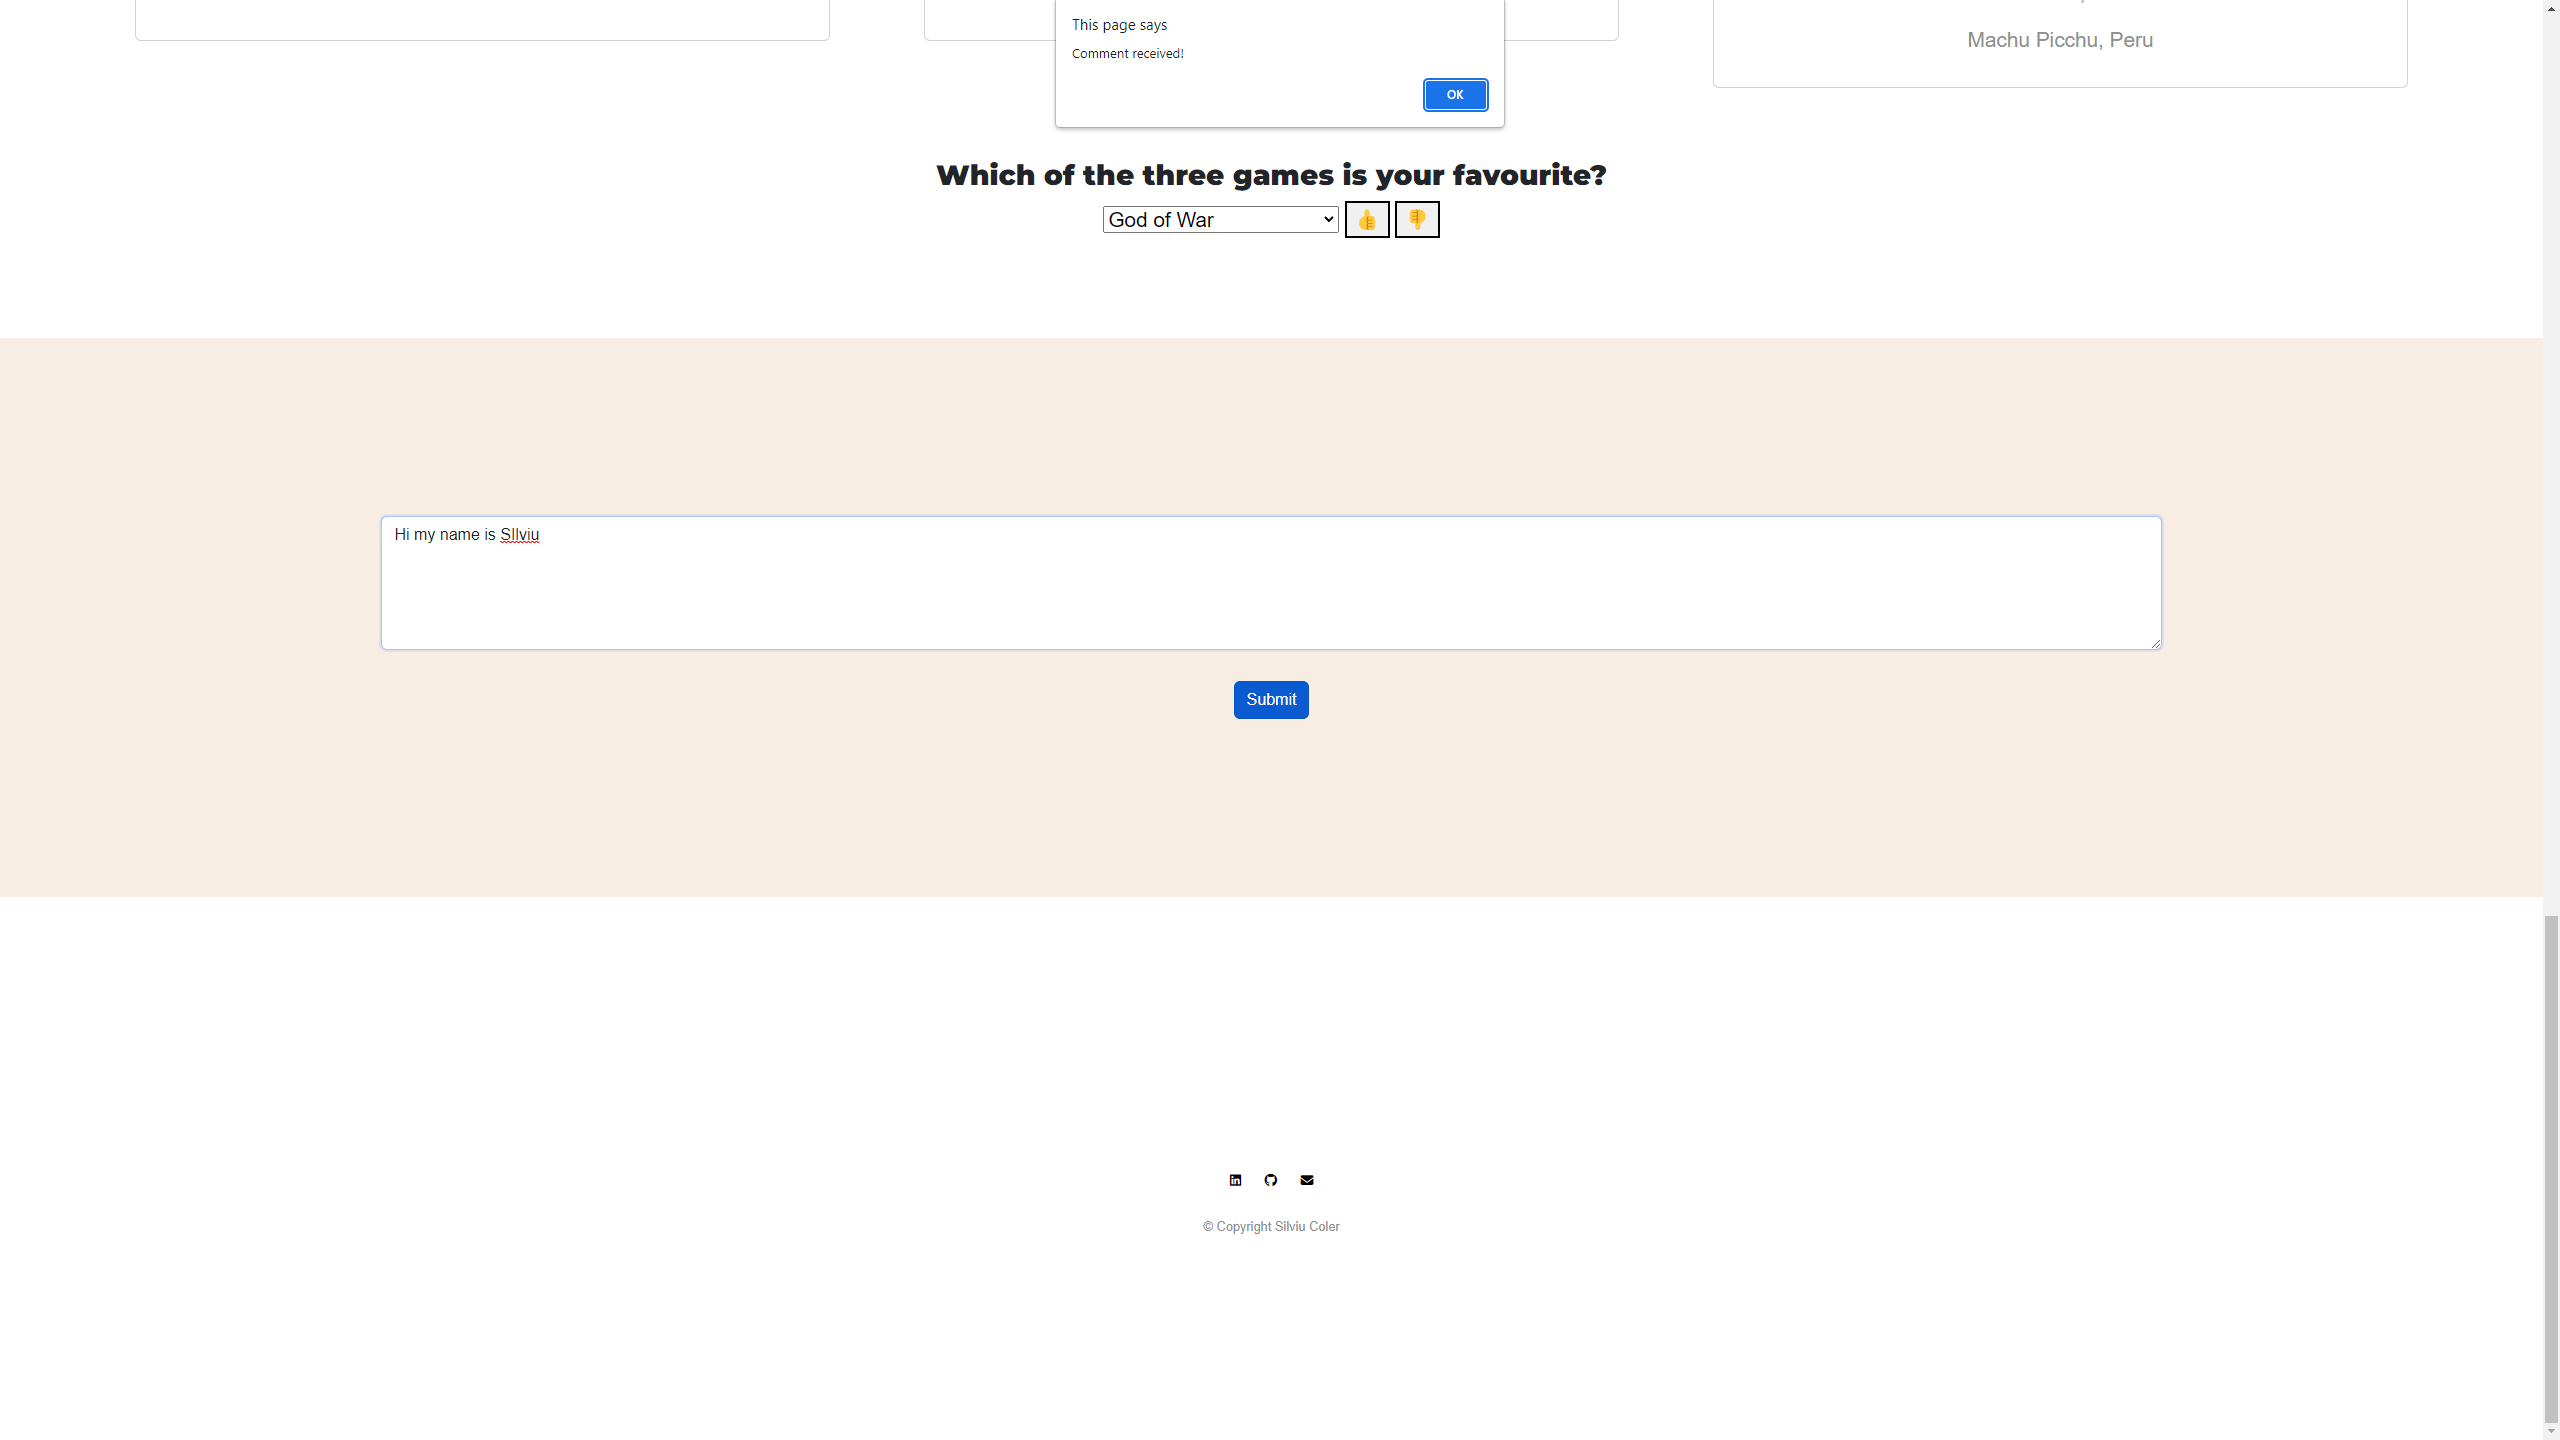 This page says
Comment received!
OK
Machu Picchu, Peru
Which of the three games is your favourite?
God of War
Hi my name is SIlviu
Submit
© Copyright Silviu Coler